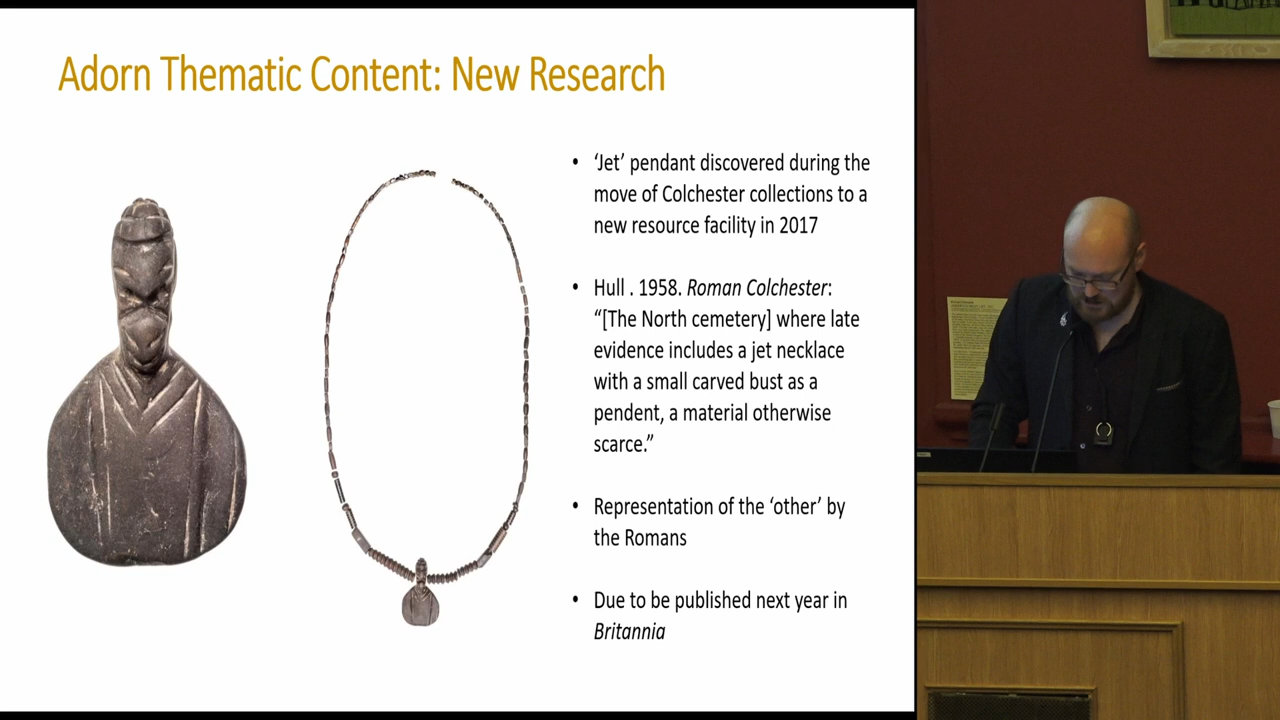 Adorn Thematic Content: New Research
• ‘Jet’ pendant discovered during the
move of Colchester collections to a
new resource facility in 2017
• Hull . 1958. Roman Colchester:
“[The North cemetery] where late
evidence includes a jet necklace
with a small carved bust as a
pendent, a material otherwise
scarce.”
• Representation of the ‘other’ by
the Romans
• Due to be published next year in
Britannia